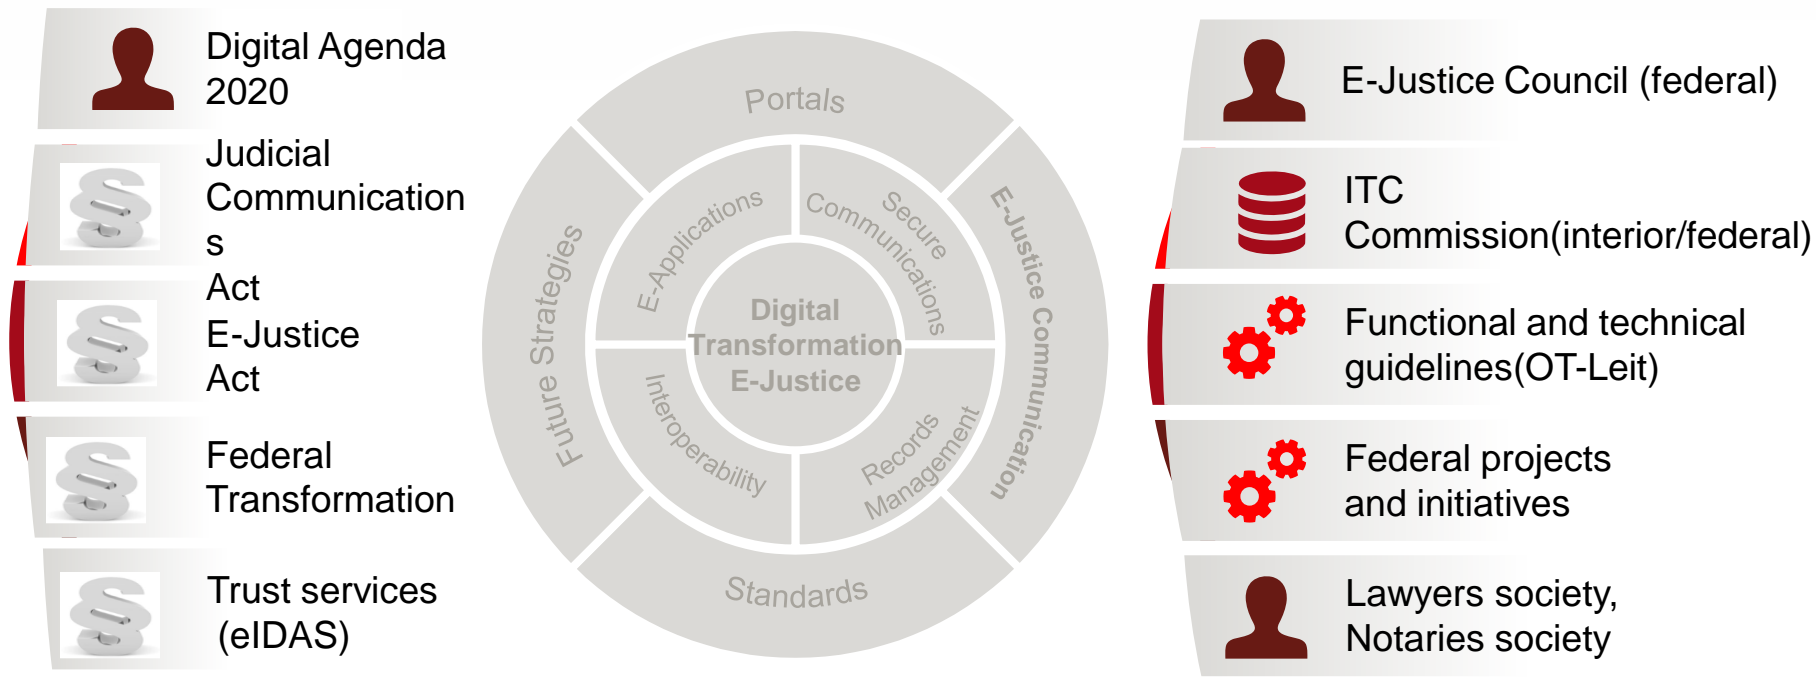 Digital Agenda
2020
Judicial
Communication
s
Act
E-Justice
Act
Federal
Transformation
Trust services
(eIDAS)
Portals
E-Justice Communication
Standards
Future Strategies
E-Applications
Secure
Communications
Records
Management
Interoperability
Digital
Transformation
E-Justice
E-Justice Council (federal)
ITC
Commission(interior/federal)
Functional and technical
guidelines(OT-Leit)
Federal projects
and initiatives
Lawyers society,
Notaries society